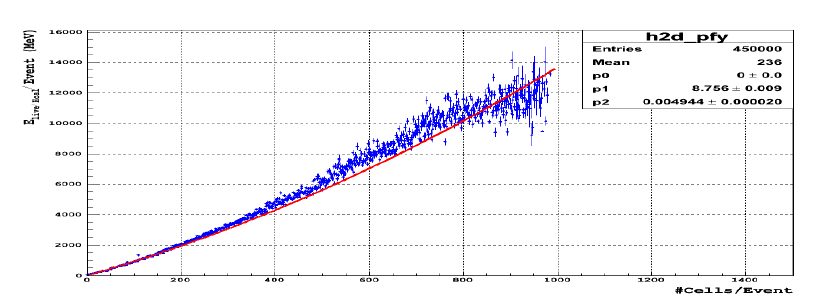 h2d_pfy
Entries 450000
Mean 236
p0 0 ± 0.0
p1 8.756 ± 0.009
p2 0.004944 ± 0.000020
E live Hcal/Event [MeV]
16000
14000
12000
10000
8000
6000
4000
2000
0
0 200 400 600 800 1000 1200 1400
#Cells/Event